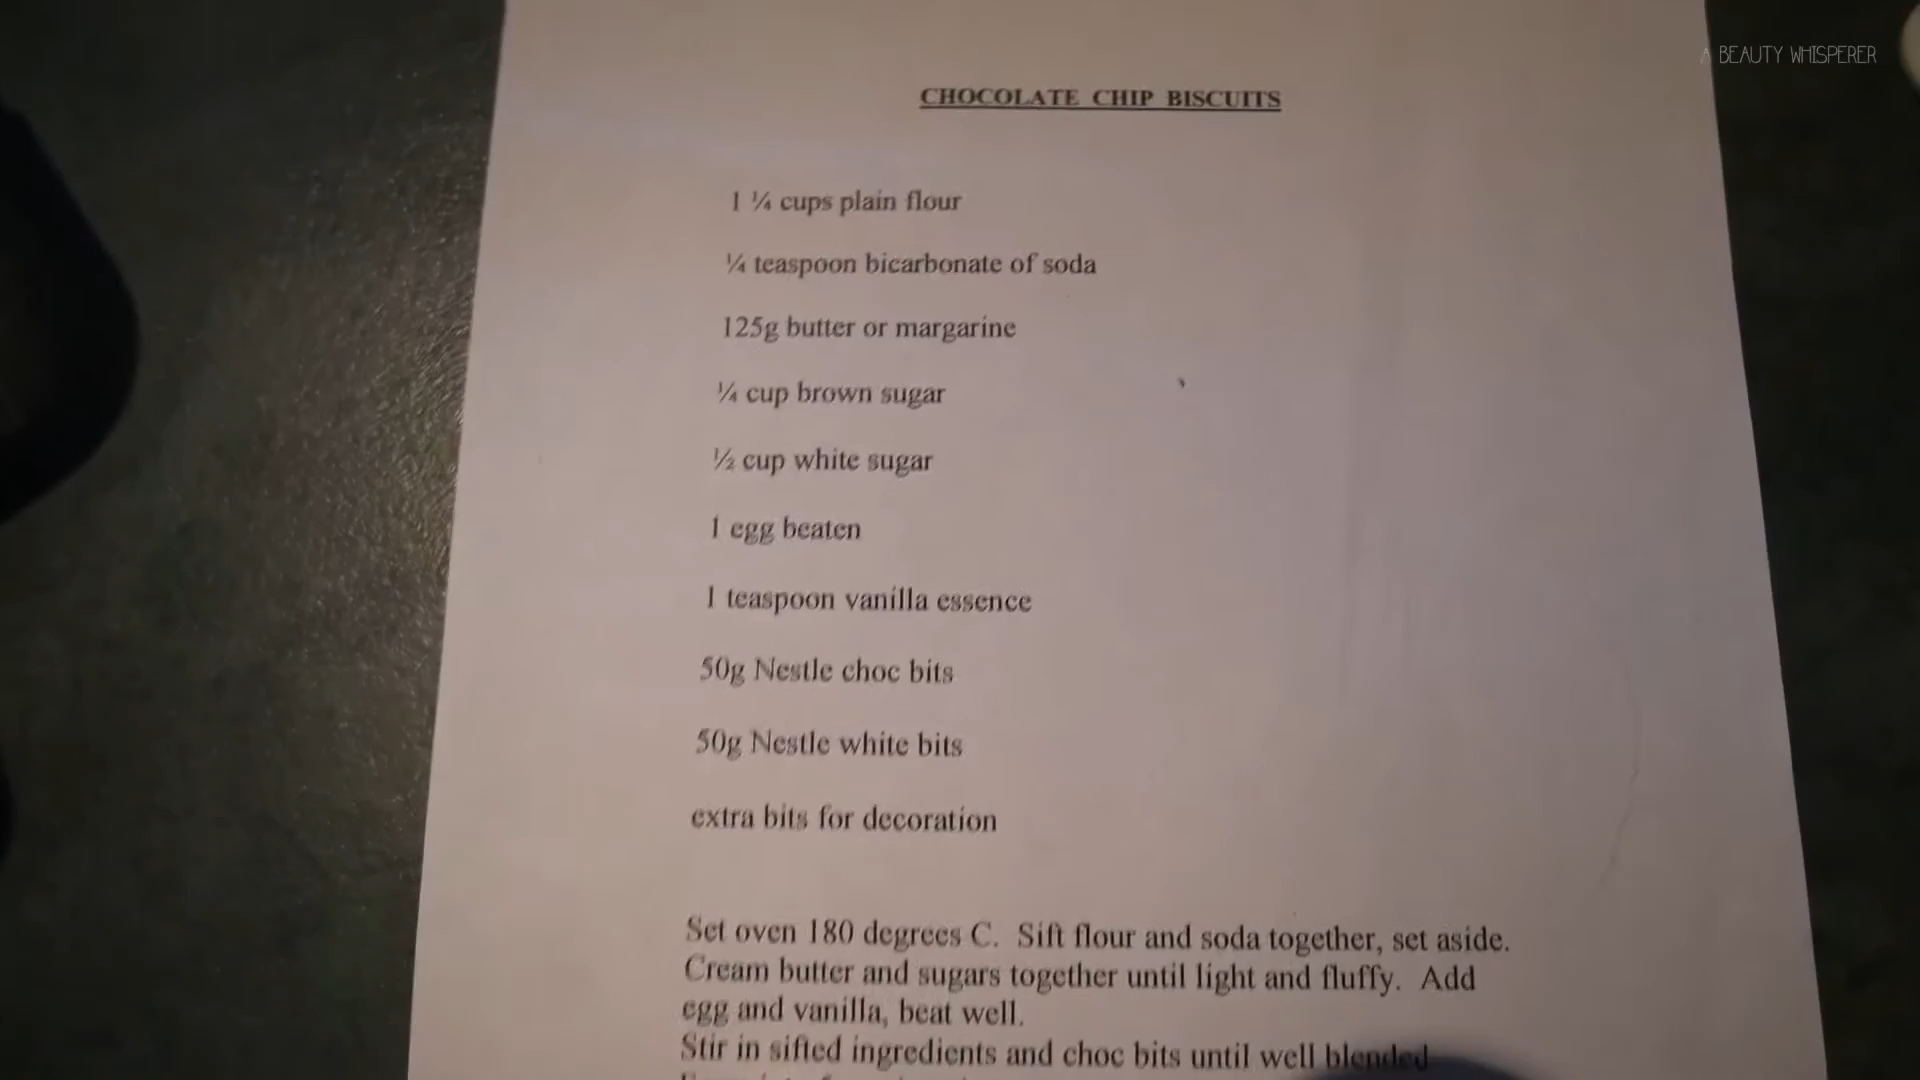 A BEAUTY WHISPERER
CHOCOLATE CHIP BISCUITS
1 ¼ cups plain flour
¼ teaspoon bicarbonate of soda
125g butter or margarine
¼ cup brown sugar
½ cup white sugar
1 egg beaten
1 teaspoon vanilla essence
50g Nestle choc bits
50g Nestle white bits
extra bits for decoration
Set oven 180 degrees C. Sift flour and soda together, set aside.
Cream butter and sugars together until light and fluffy. Add
egg and vanilla, beat well.
Stir in sifted ingredients and choc bits until well blended